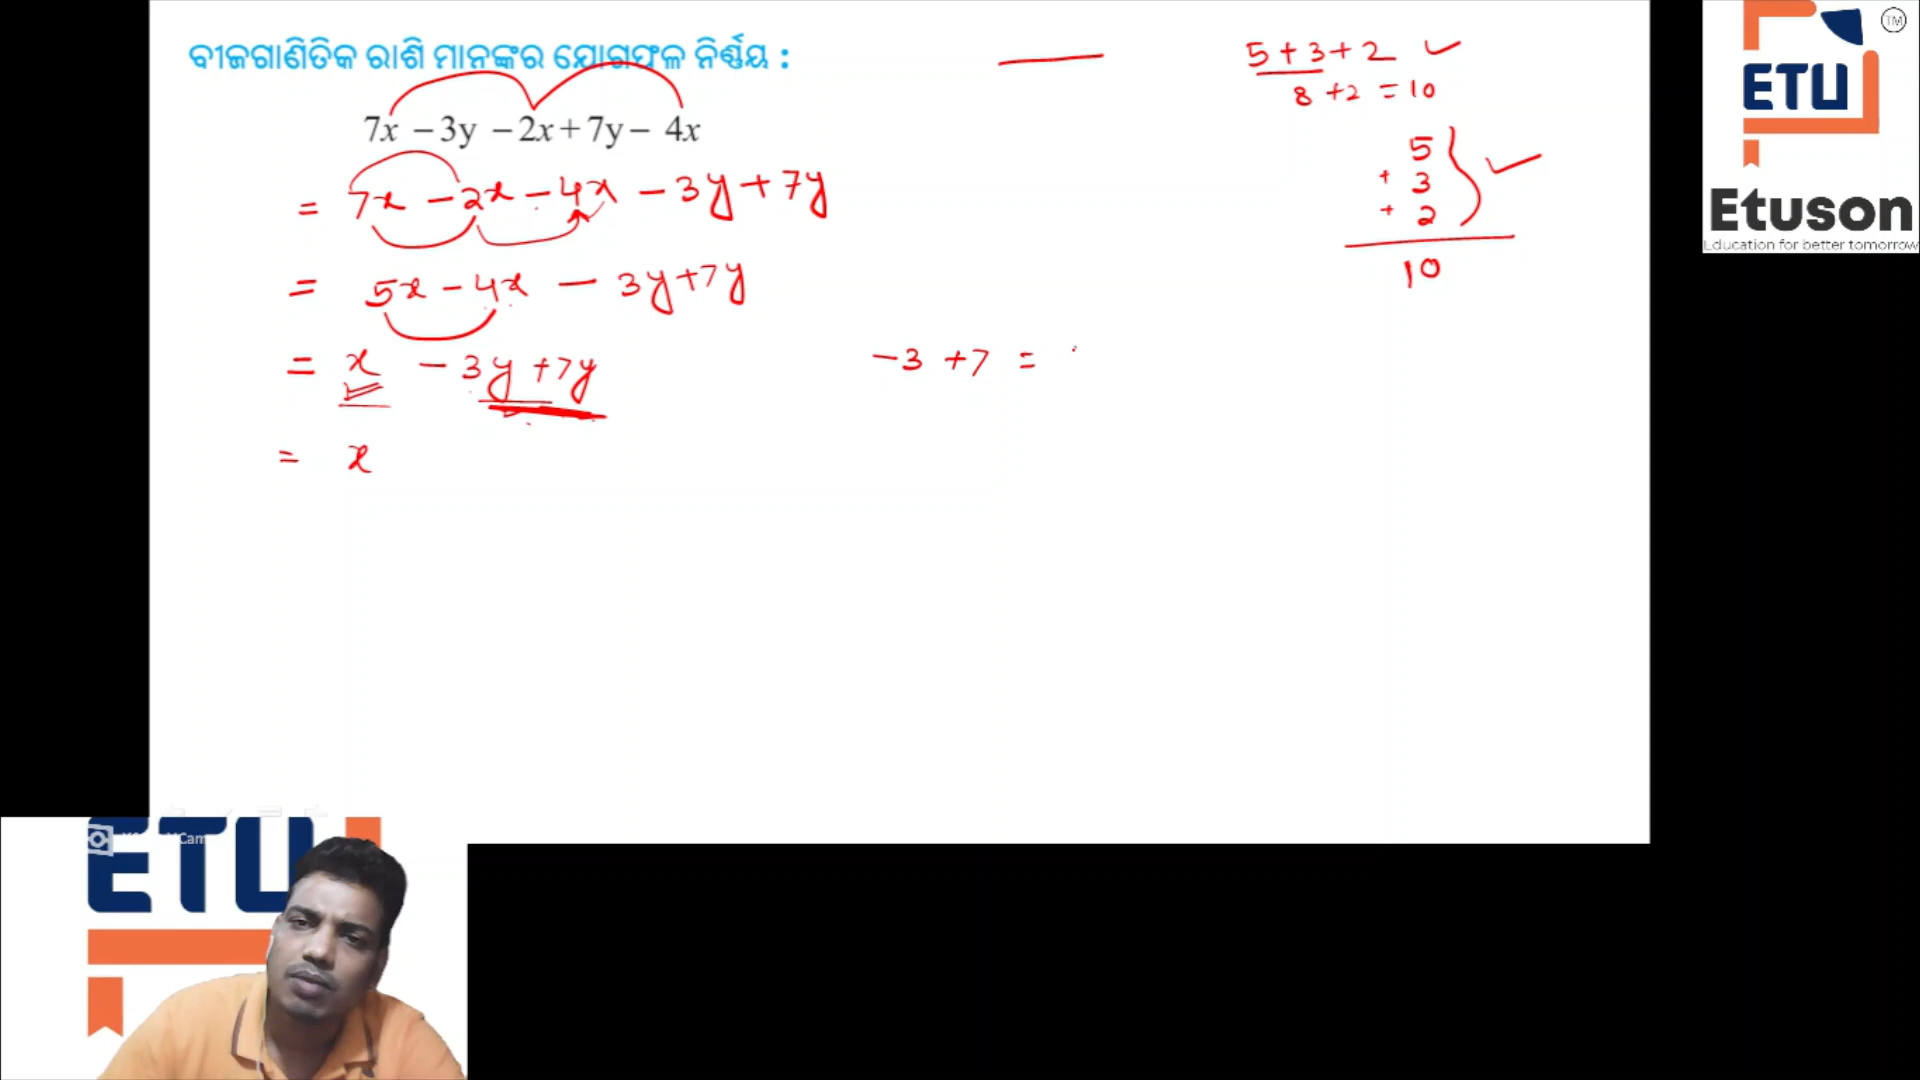 ବୀଜଗାଣିତିକ ରାଶି ମାନଙ୍କର ଯୋଗଫଳ ନିର୍ଣ୍ଣୟ :
7x − 3y − 2x + 7y − 4x
= 7x − 2x − 4x − 3y + 7y
= 5x − 4x − 3y + 7y
= x − 3y + 7y
= x
−3 + 7 =
5 + 3 + 2 ✓
8 + 2 = 10
5
+ 3
+ 2
10
ETU
TM
Etuson
Education for better tomorrow
ETU